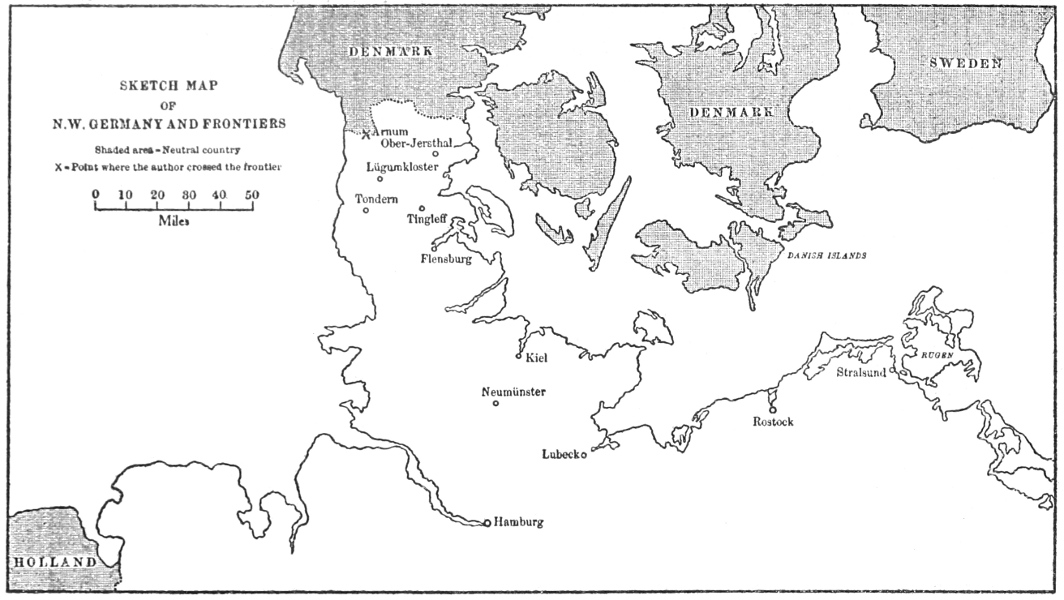 DENMARK
SWEDEN
SKETCH MAP
OF
N.W. GERMANY AND FRONTIERS
Shaded area = Neutral country
X = Point where the author crossed the frontier
0 10 20 30 40 50
Miles
DENMARK
X Arnum
Ober-Jersthal
Lügumkloster
Tondern
Tingleff
Flensburg
DANISH ISLANDS
Kiel
RUGEN
Stralsund
Neumünster
Rostock
Lubeck
Hamburg
HOLLAND